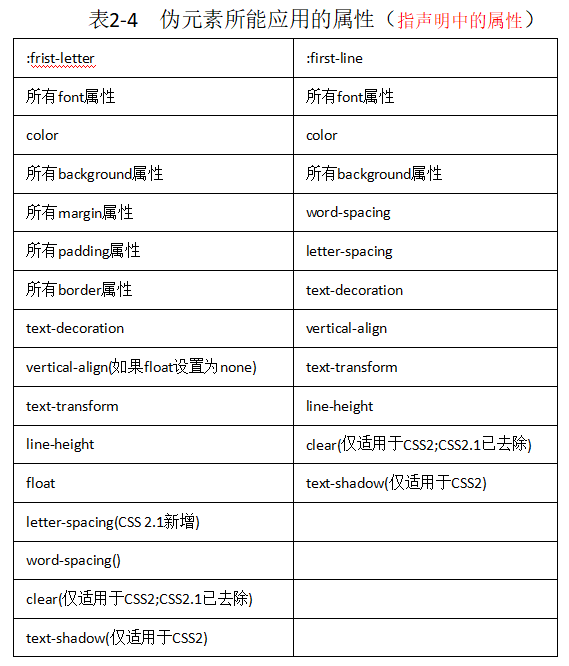 表2-4 伪元素所能应用的属性（指声明中的属性）
:frist-letter :first-line
所有font属性 所有font属性
color color
所有background属性 所有background属性
所有margin属性 word-spacing
所有padding属性 letter-spacing
所有border属性 text-decoration
text-decoration vertical-align
vertical-align(如果float设置为none) text-transform
text-transform line-height
line-height clear(仅适用于CSS2;CSS2.1已去除)
float text-shadow(仅适用于CSS2)
letter-spacing(CSS 2.1新增)
word-spacing()
clear(仅适用于CSS2;CSS2.1已去除)
text-shadow(仅适用于CSS2)